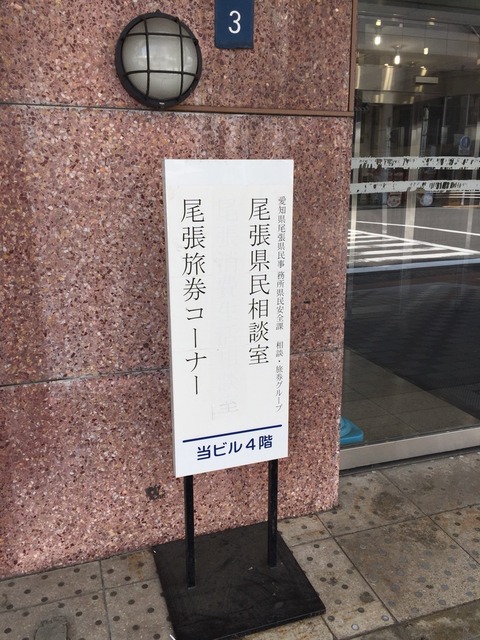 3
愛知県尾張県民事務所県民安全課 相談・旅券グループ
尾張県民相談室
尾張旅券コーナー
当ビル4階